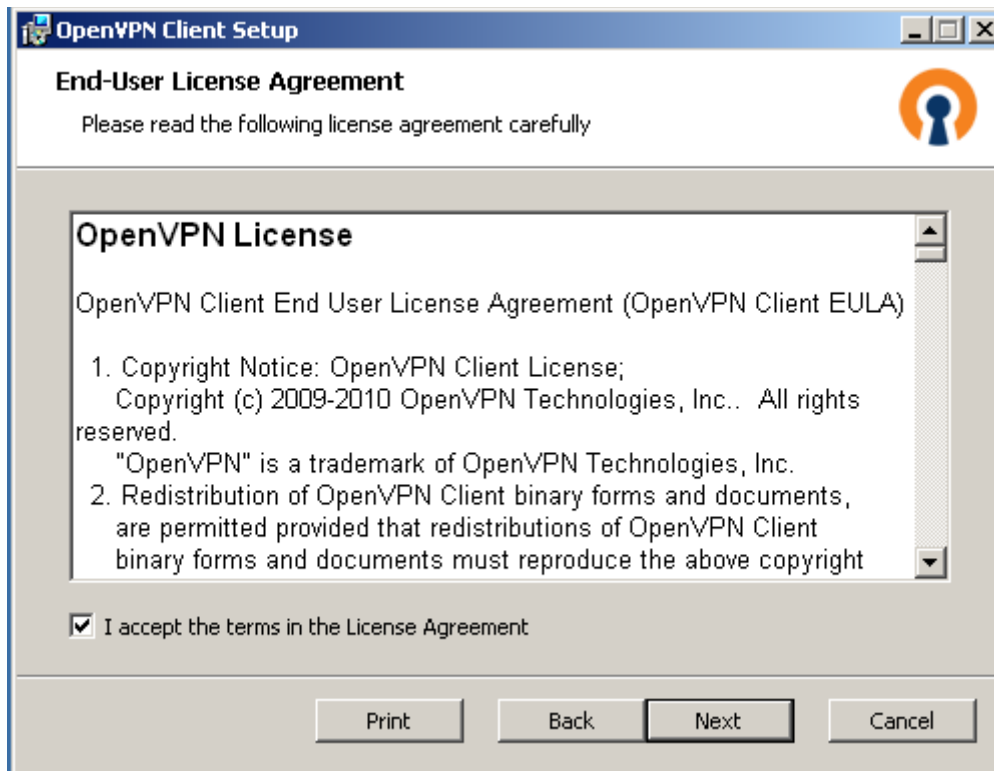 OpenVPN Client Setup
End-User License Agreement
Please read the following license agreement carefully
OpenVPN License
OpenVPN Client End User License Agreement (OpenVPN Client EULA)
1. Copyright Notice: OpenVPN Client License;
Copyright (c) 2009-2010 OpenVPN Technologies, Inc.. All rights
reserved.
"OpenVPN" is a trademark of OpenVPN Technologies, Inc.
2. Redistribution of OpenVPN Client binary forms and documents,
are permitted provided that redistributions of OpenVPN Client
binary forms and documents must reproduce the above copyright
I accept the terms in the License Agreement
Print Back Next Cancel